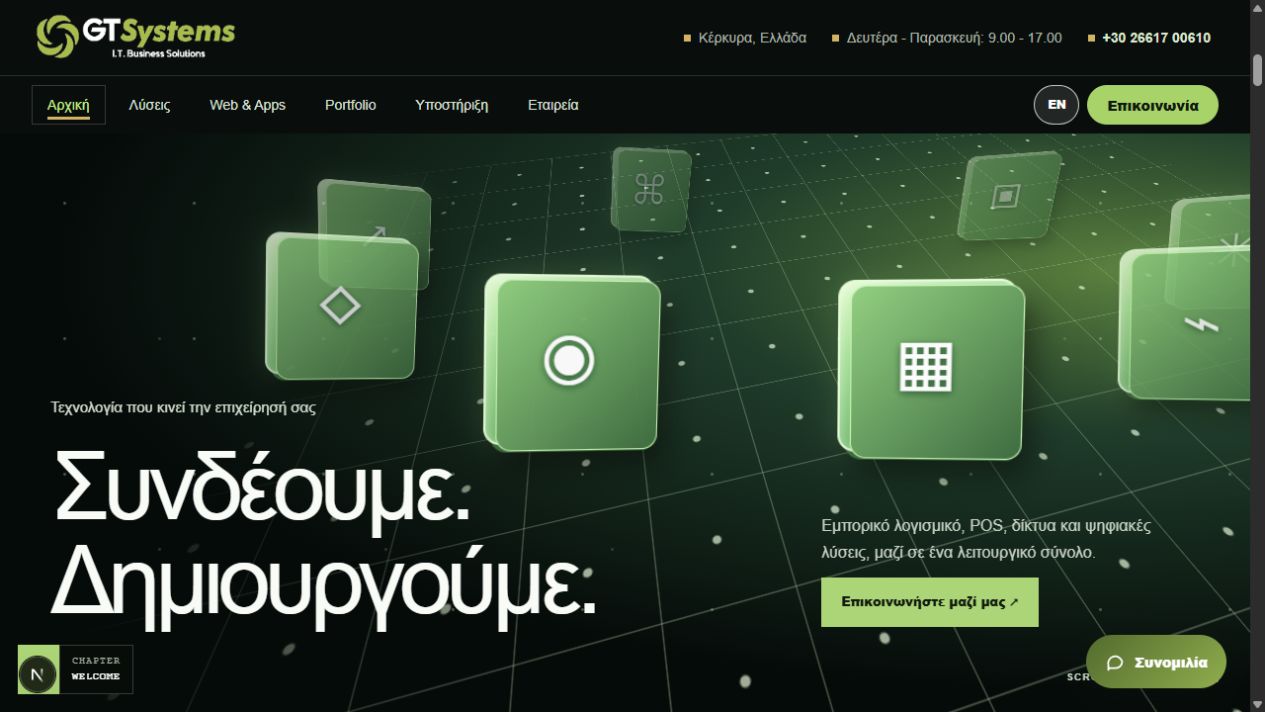 GTSystems
I.T. Business Solutions
Κέρκυρα, Ελλάδα
Δευτέρα - Παρασκευή: 9.00 - 17.00
+30 26617 00610
Αρχική
Λύσεις
Web & Apps
Portfolio
Υποστήριξη
Εταιρεία
EN
Επικοινωνία
Τεχνολογία που κινεί την επιχείρησή σας
Συνδέουμε.
Δημιουργούμε.
Εμπορικό λογισμικό, POS, δίκτυα και ψηφιακές
λύσεις, μαζί σε ένα λειτουργικό σύνολο.
Επικοινωνήστε μαζί μας ↗
N
CHAPTER
WELCOME
Συνομιλία